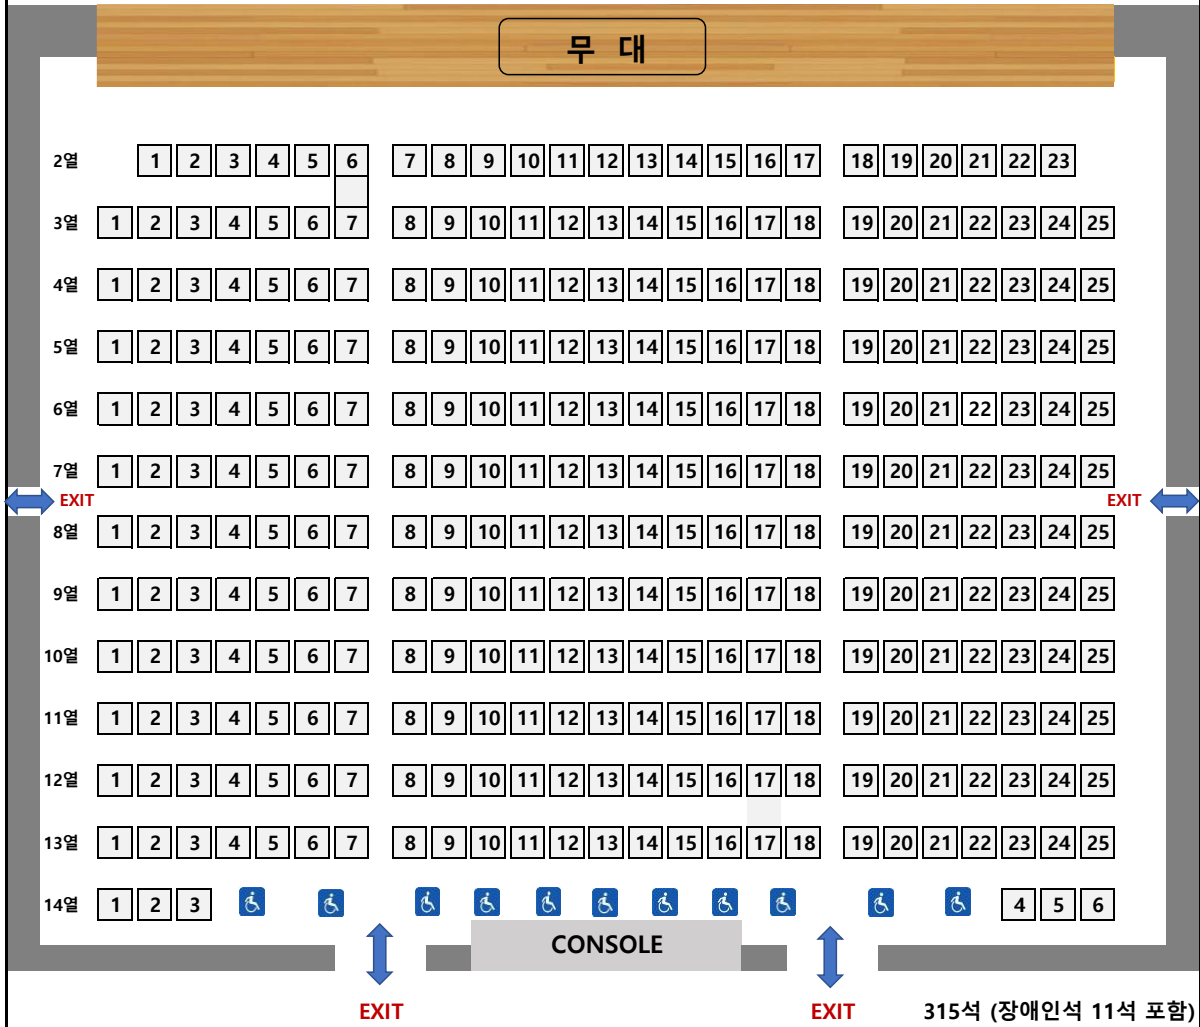 무 대
2열 1 2 3 4 5 6 7 8 9 10 11 12 13 14 15 16 17 18 19 20 21 22 23
3열 1 2 3 4 5 6 7 8 9 10 11 12 13 14 15 16 17 18 19 20 21 22 23 24 25
4열 1 2 3 4 5 6 7 8 9 10 11 12 13 14 15 16 17 18 19 20 21 22 23 24 25
5열 1 2 3 4 5 6 7 8 9 10 11 12 13 14 15 16 17 18 19 20 21 22 23 24 25
6열 1 2 3 4 5 6 7 8 9 10 11 12 13 14 15 16 17 18 19 20 21 22 23 24 25
7열 1 2 3 4 5 6 7 8 9 10 11 12 13 14 15 16 17 18 19 20 21 22 23 24 25
EXIT EXIT
8열 1 2 3 4 5 6 7 8 9 10 11 12 13 14 15 16 17 18 19 20 21 22 23 24 25
9열 1 2 3 4 5 6 7 8 9 10 11 12 13 14 15 16 17 18 19 20 21 22 23 24 25
10열 1 2 3 4 5 6 7 8 9 10 11 12 13 14 15 16 17 18 19 20 21 22 23 24 25
11열 1 2 3 4 5 6 7 8 9 10 11 12 13 14 15 16 17 18 19 20 21 22 23 24 25
12열 1 2 3 4 5 6 7 8 9 10 11 12 13 14 15 16 17 18 19 20 21 22 23 24 25
13열 1 2 3 4 5 6 7 8 9 10 11 12 13 14 15 16 17 18 19 20 21 22 23 24 25
14열 1 2 3 4 5 6
CONSOLE
EXIT EXIT 315석 (장애인석 11석 포함)